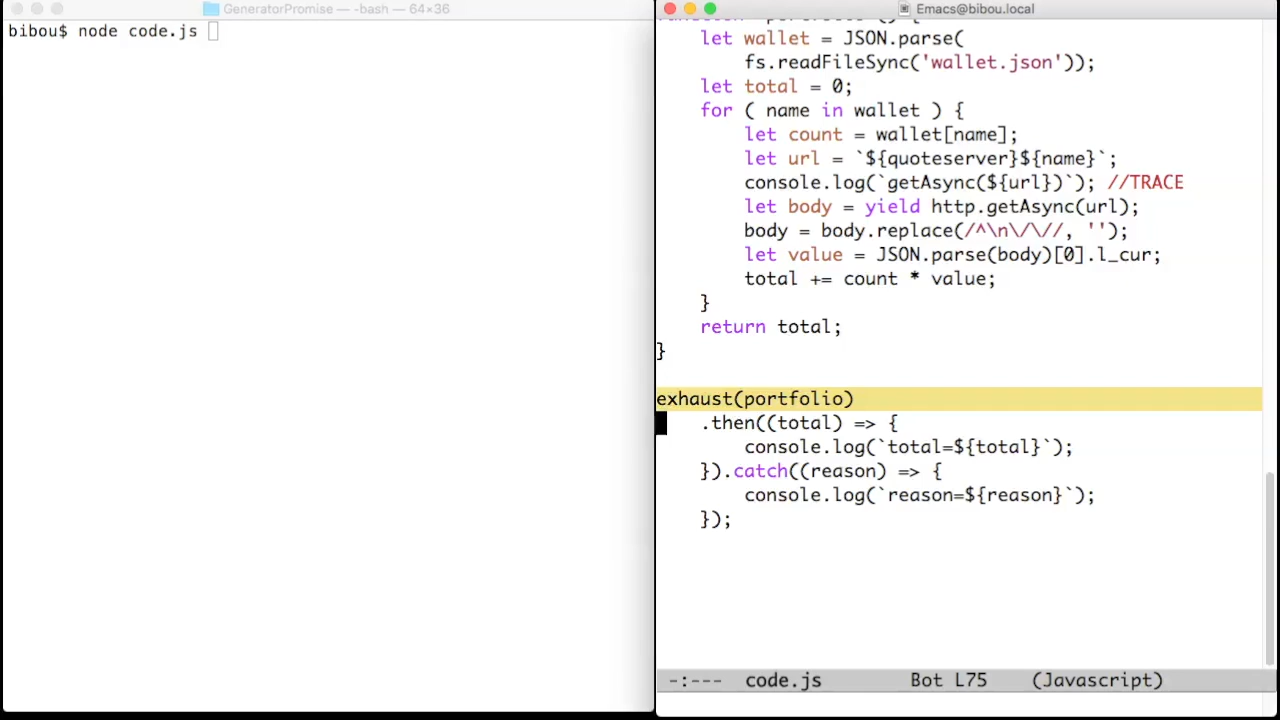 GeneratorPromise — -bash — 64×36
bibou$ node code.js
Emacs@bibou.local
let wallet = JSON.parse(
fs.readFileSync('wallet.json'));
let total = 0;
for ( name in wallet ) {
let count = wallet[name];
let url = `${quoteserver}${name}`;
console.log(`getAsync(${url})`); //TRACE
let body = yield http.getAsync(url);
body = body.replace(/^\n\/\//, '');
let value = JSON.parse(body)[0].l_cur;
total += count * value;
}
return total;
}
exhaust(portfolio)
.then((total) => {
console.log(`total=${total}`);
}).catch((reason) => {
console.log(`reason=${reason}`);
});
-:--- code.js Bot L75 (Javascript)